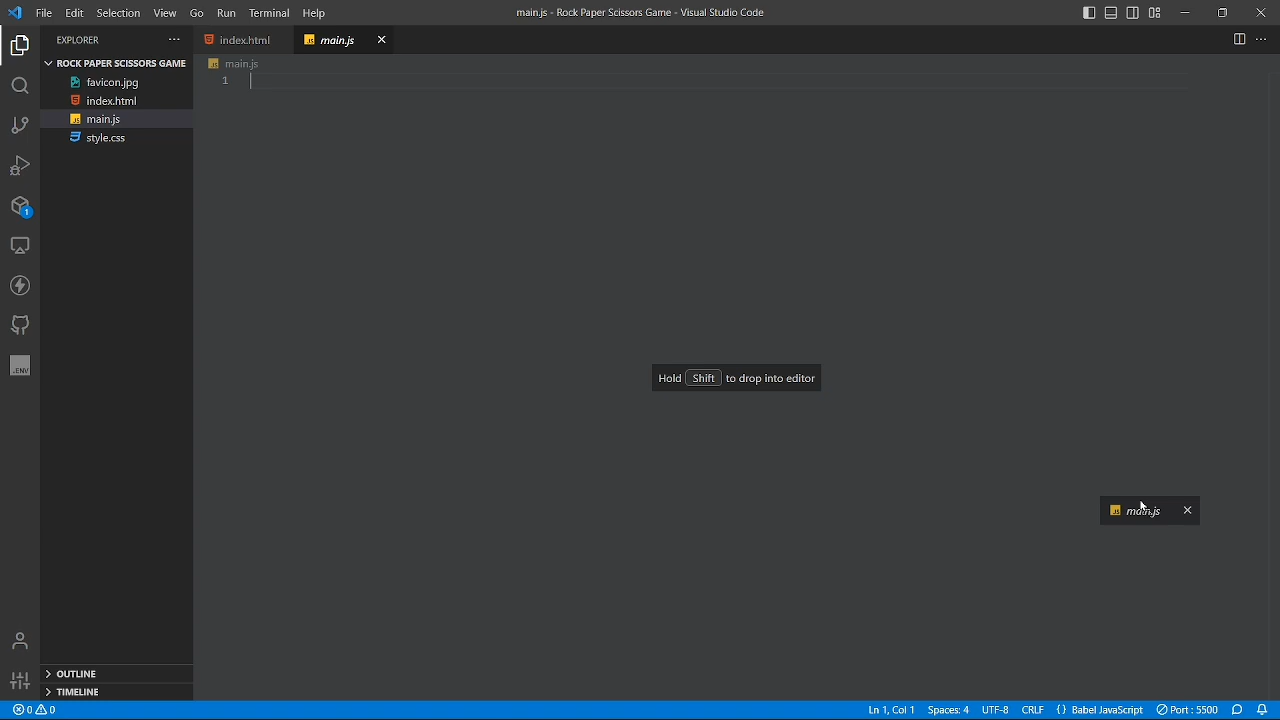 File Edit Selection View Go Run Terminal Help
main.js - Rock Paper Scissors Game - Visual Studio Code
EXPLORER
index.html
main.js
ROCK PAPER SCISSORS GAME
main.js
favicon.jpg
1
index.html
main.js
style.css
1
.ENV
Hold Shift to drop into editor
main.js
OUTLINE
TIMELINE
0 0
Ln 1, Col 1
Spaces: 4
UTF-8
CRLF
{} Babel JavaScript
Port : 5500